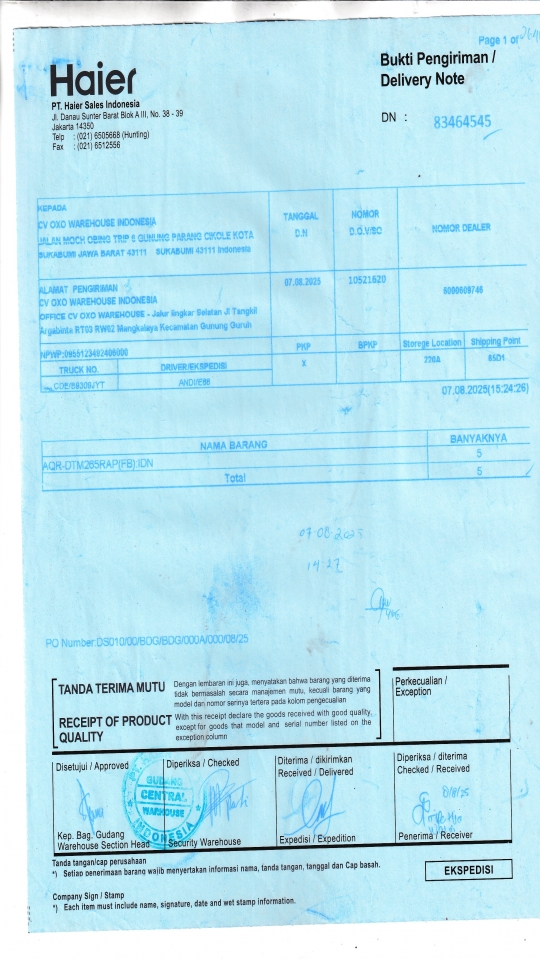 Page 1 of
Haier
Bukti Pengiriman /
Delivery Note
PT. Haier Sales Indonesia
Jl. Danau Sunter Barat Blok A III, No. 38 - 39
Jakarta 14350
Telp : (021) 6505668 (Hunting)
Fax : (021) 6512556
DN : 83464545
KEPADA
CV OXO WAREHOUSE INDONESIA
JALAN MOCH OBING TRIP 6 GUNUNG PARANG CIKOLE KOTA
SUKABUMI JAWA BARAT 43111 SUKABUMI 43111 Indonesia
TANGGAL
D.N
NOMOR
D.O.V/SO
NOMOR DEALER
ALAMAT PENGIRIMAN
CV OXO WAREHOUSE INDONESIA
OFFICE CV OXO WAREHOUSE - Jalur lingkar Selatan Jl Tangkil
Argabinte RT03 RW02 Mangkalaya Kecamatan Gunung Guruh
07.08.2025
10521520
NPWP:0955123492406000
PKP
BPKP
Storege Location
Shipping Point
TRUCK NO.
DRIVER/EKSPEDISI
X
220A
65D1
ANDI/E66
07.08.2025(15:24:26)
NAMA BARANG
BANYAKNYA
AQR-DTM265RAP(FB) IDN
5
Total
5
07-08-2025
14-27
PO Number:DS010/00/BDG/BDG/000A/000/08/25
TANDA TERIMA MUTU
Dengan lembaran ini juga, menyatakan bahwa barang yang diterima
tidak bermasalah secara manajemen mutu, kecuali barang yang
model dan nomor serinya tertera pada kolom pengecualian
RECEIPT OF PRODUCT
QUALITY
With this receipt declare the goods received with good quality,
except for goods that model and serial number listed on the
exception column
Perkecualian /
Exception
Disetujui / Approved
Diperiksa / Checked
Diterima / dikirimkan
Received / Delivered
Diperiksa / diterima
Checked / Received
8/8/25
GUDANG
CENTRAL
WARHOUSE
INDONESIA
Kep. Bag. Gudang
Warehouse Section Head
Security Warehouse
Expedisi / Expedition
Penerima / Receiver
Tanda tangan/cap perusahaan
*) Setiao penerimaan barang wajib menyertakan informasi nama, tanda tangan, tanggal dan Cap basah.
EKSPEDISI
Company Sign / Stamp
*) Each item must include name, signature, date and wet stamp information.